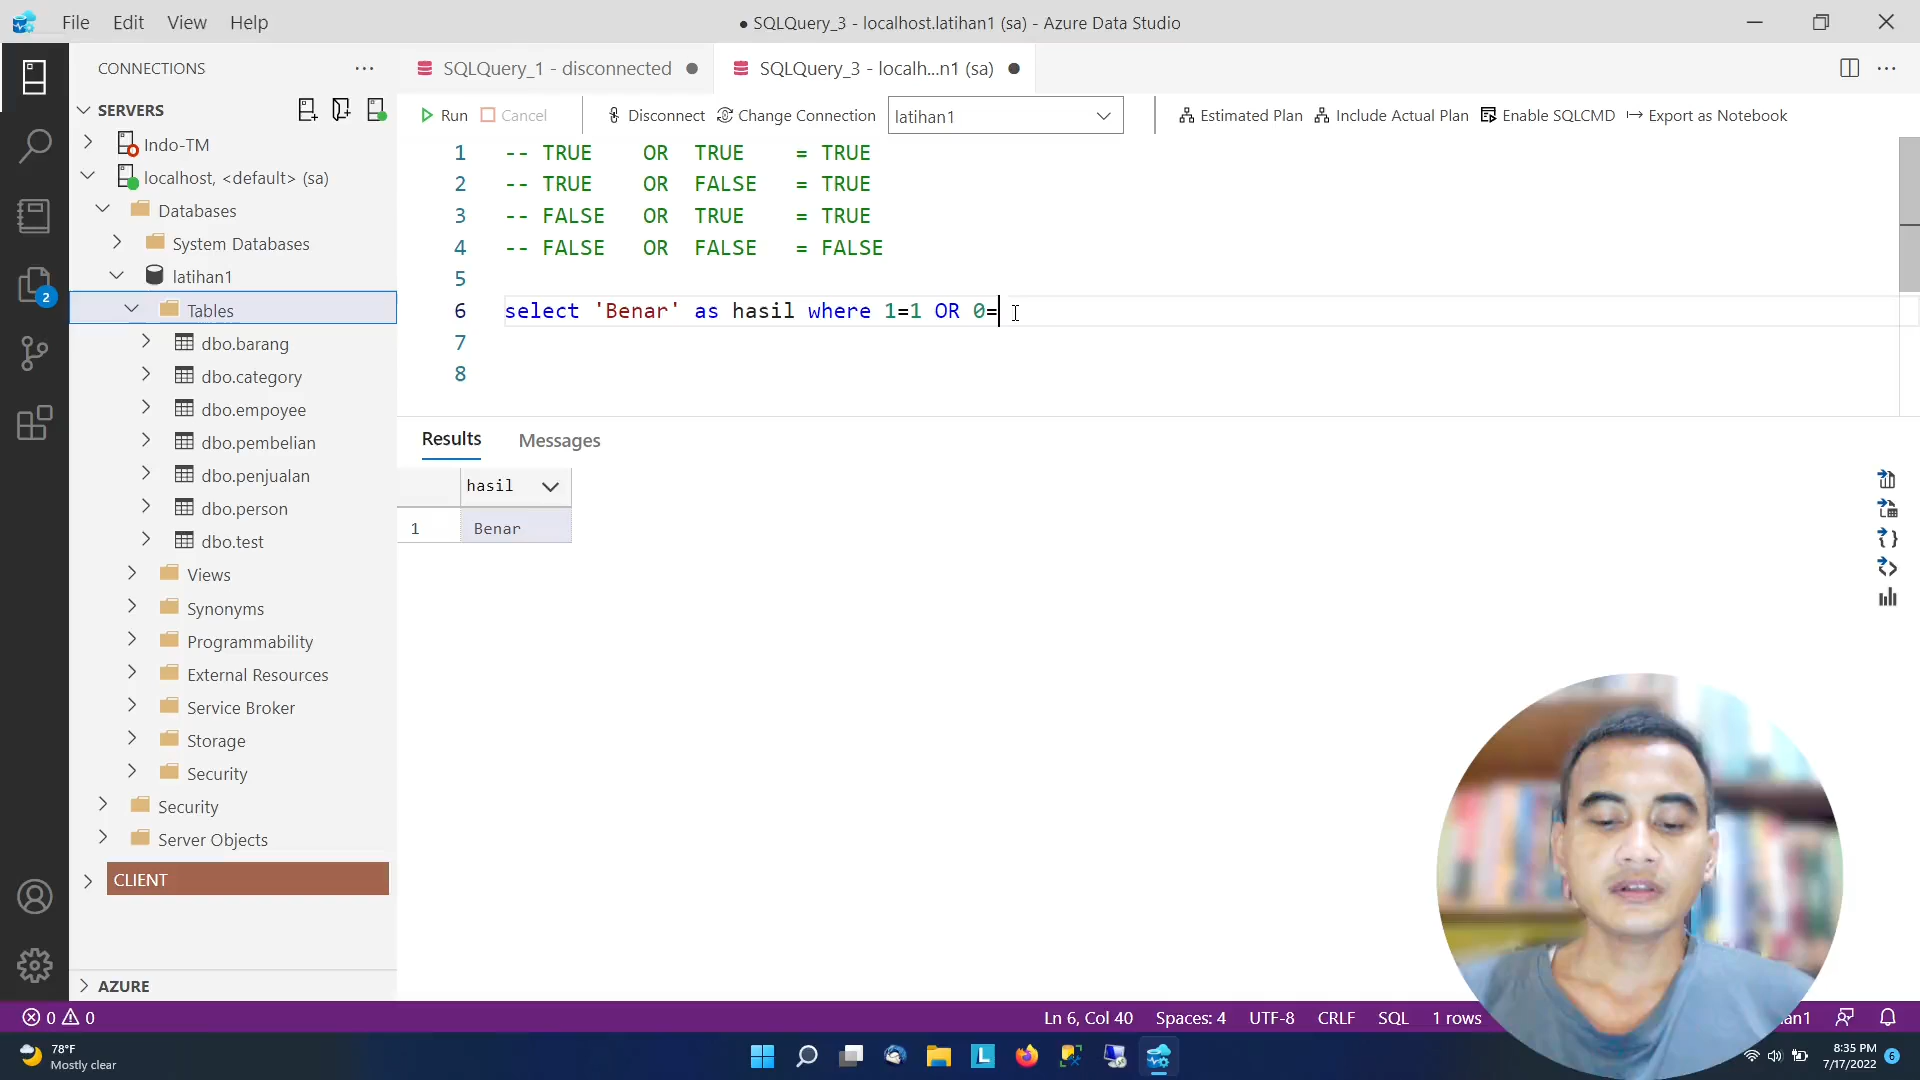 File Edit View Help
● SQLQuery_3 - localhost.latihan1 (sa) - Azure Data Studio
CONNECTIONS
SQLQuery_1 - disconnected
SQLQuery_3 - localh...n1 (sa)
SERVERS
Run Cancel Disconnect Change Connection latihan1 Estimated Plan Include Actual Plan Enable SQLCMD Export as Notebook
Indo-TM
localhost, <default> (sa)
Databases
System Databases
latihan1
Tables
dbo.barang
dbo.category
dbo.empoyee
dbo.pembelian
dbo.penjualan
dbo.person
dbo.test
Views
Synonyms
Programmability
External Resources
Service Broker
Storage
Security
Security
Server Objects
CLIENT
AZURE
2
1 -- TRUE OR TRUE = TRUE
2 -- TRUE OR FALSE = TRUE
3 -- FALSE OR TRUE = TRUE
4 -- FALSE OR FALSE = FALSE
5
6 select 'Benar' as hasil where 1=1 OR 0=
7
8
Results Messages
hasil
1 Benar
0 0
Ln 6, Col 40 Spaces: 4 UTF-8 CRLF SQL 1 rows an1
78°F
Mostly clear
8:35 PM
7/17/2022
6